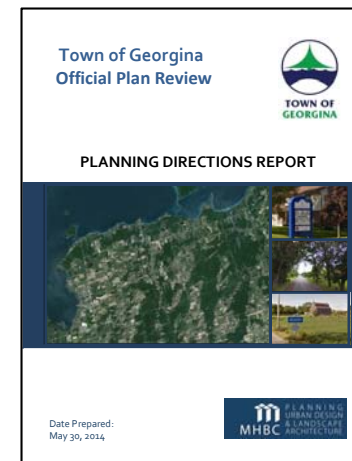 Town of Georgina
Official Plan Review
TOWN OF
GEORGINA
PLANNING DIRECTIONS REPORT
Date Prepared:
May 30, 2014
MHBC
PLANNING
URBAN DESIGN
& LANDSCAPE
ARCHITECTURE